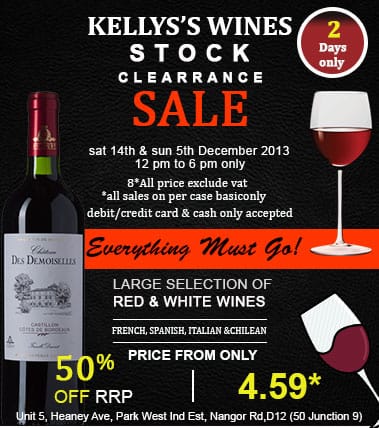 KELLYS'S WINES
STOCK
CLEARRANCE
SALE
2
Days
only
sat 14th & sun 5th December 2013
12 pm to 6 pm only
8*All price exclude vat
*all sales on per case basiconly
debit/credit card & cash only accepted
Everything Must Go!
LARGE SELECTION OF
RED & WHITE WINES
FRENCH, SPANISH, ITALIAN &CHILEAN
PRICE FROM ONLY
50%
OFF RRP
4.59*
Unit 5, Heaney Ave, Park West Ind Est, Nangor Rd,D12 (50 Junction 9)
Château
DES DEMOISELLES
CASTILLON
CÔTES DE BORDEAUX